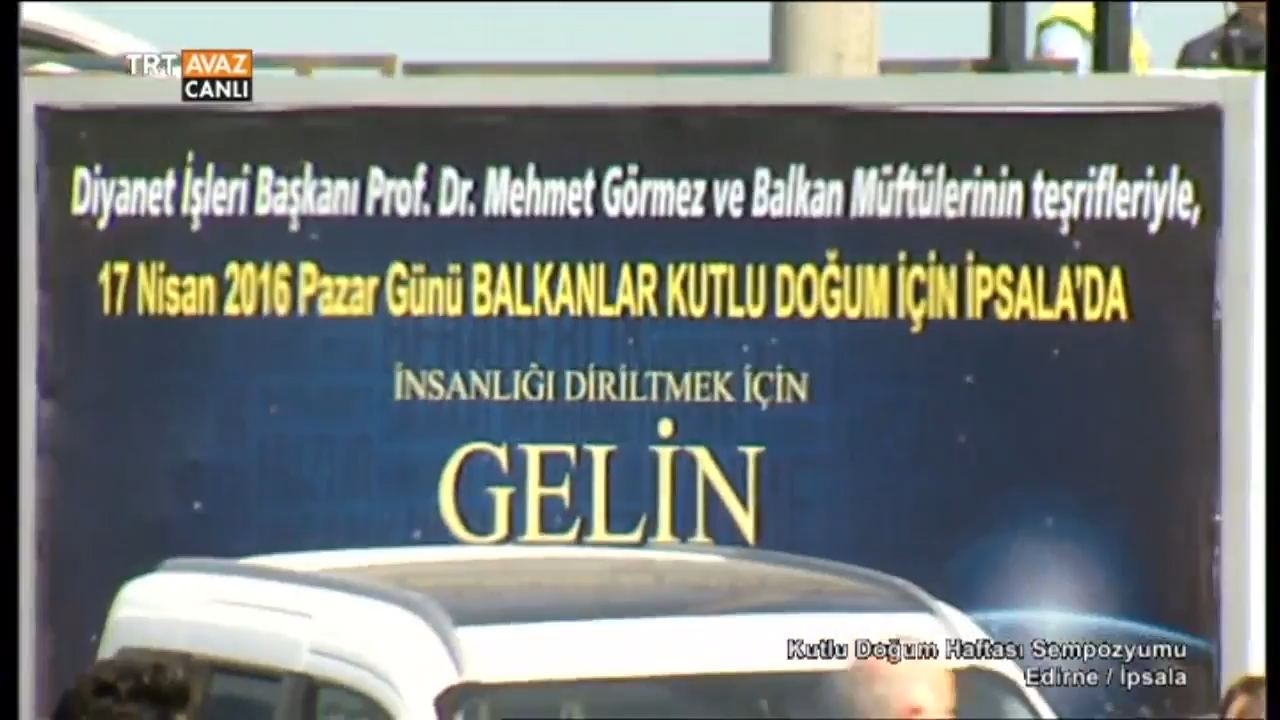 TRT AVAZ
CANLI
Diyanet İşleri Başkanı Prof. Dr. Mehmet Görmez ve Balkan Müftülerinin teşrifleriyle,
17 Nisan 2016 Pazar Günü BALKANLAR KUTLU DOĞUM İÇİN İPSALA'DA
İNSANLIĞI DİRİLTMEK İÇİN
GELİN
Kutlu Doğum Haftası Sempozyumu
Edirne / İpsala